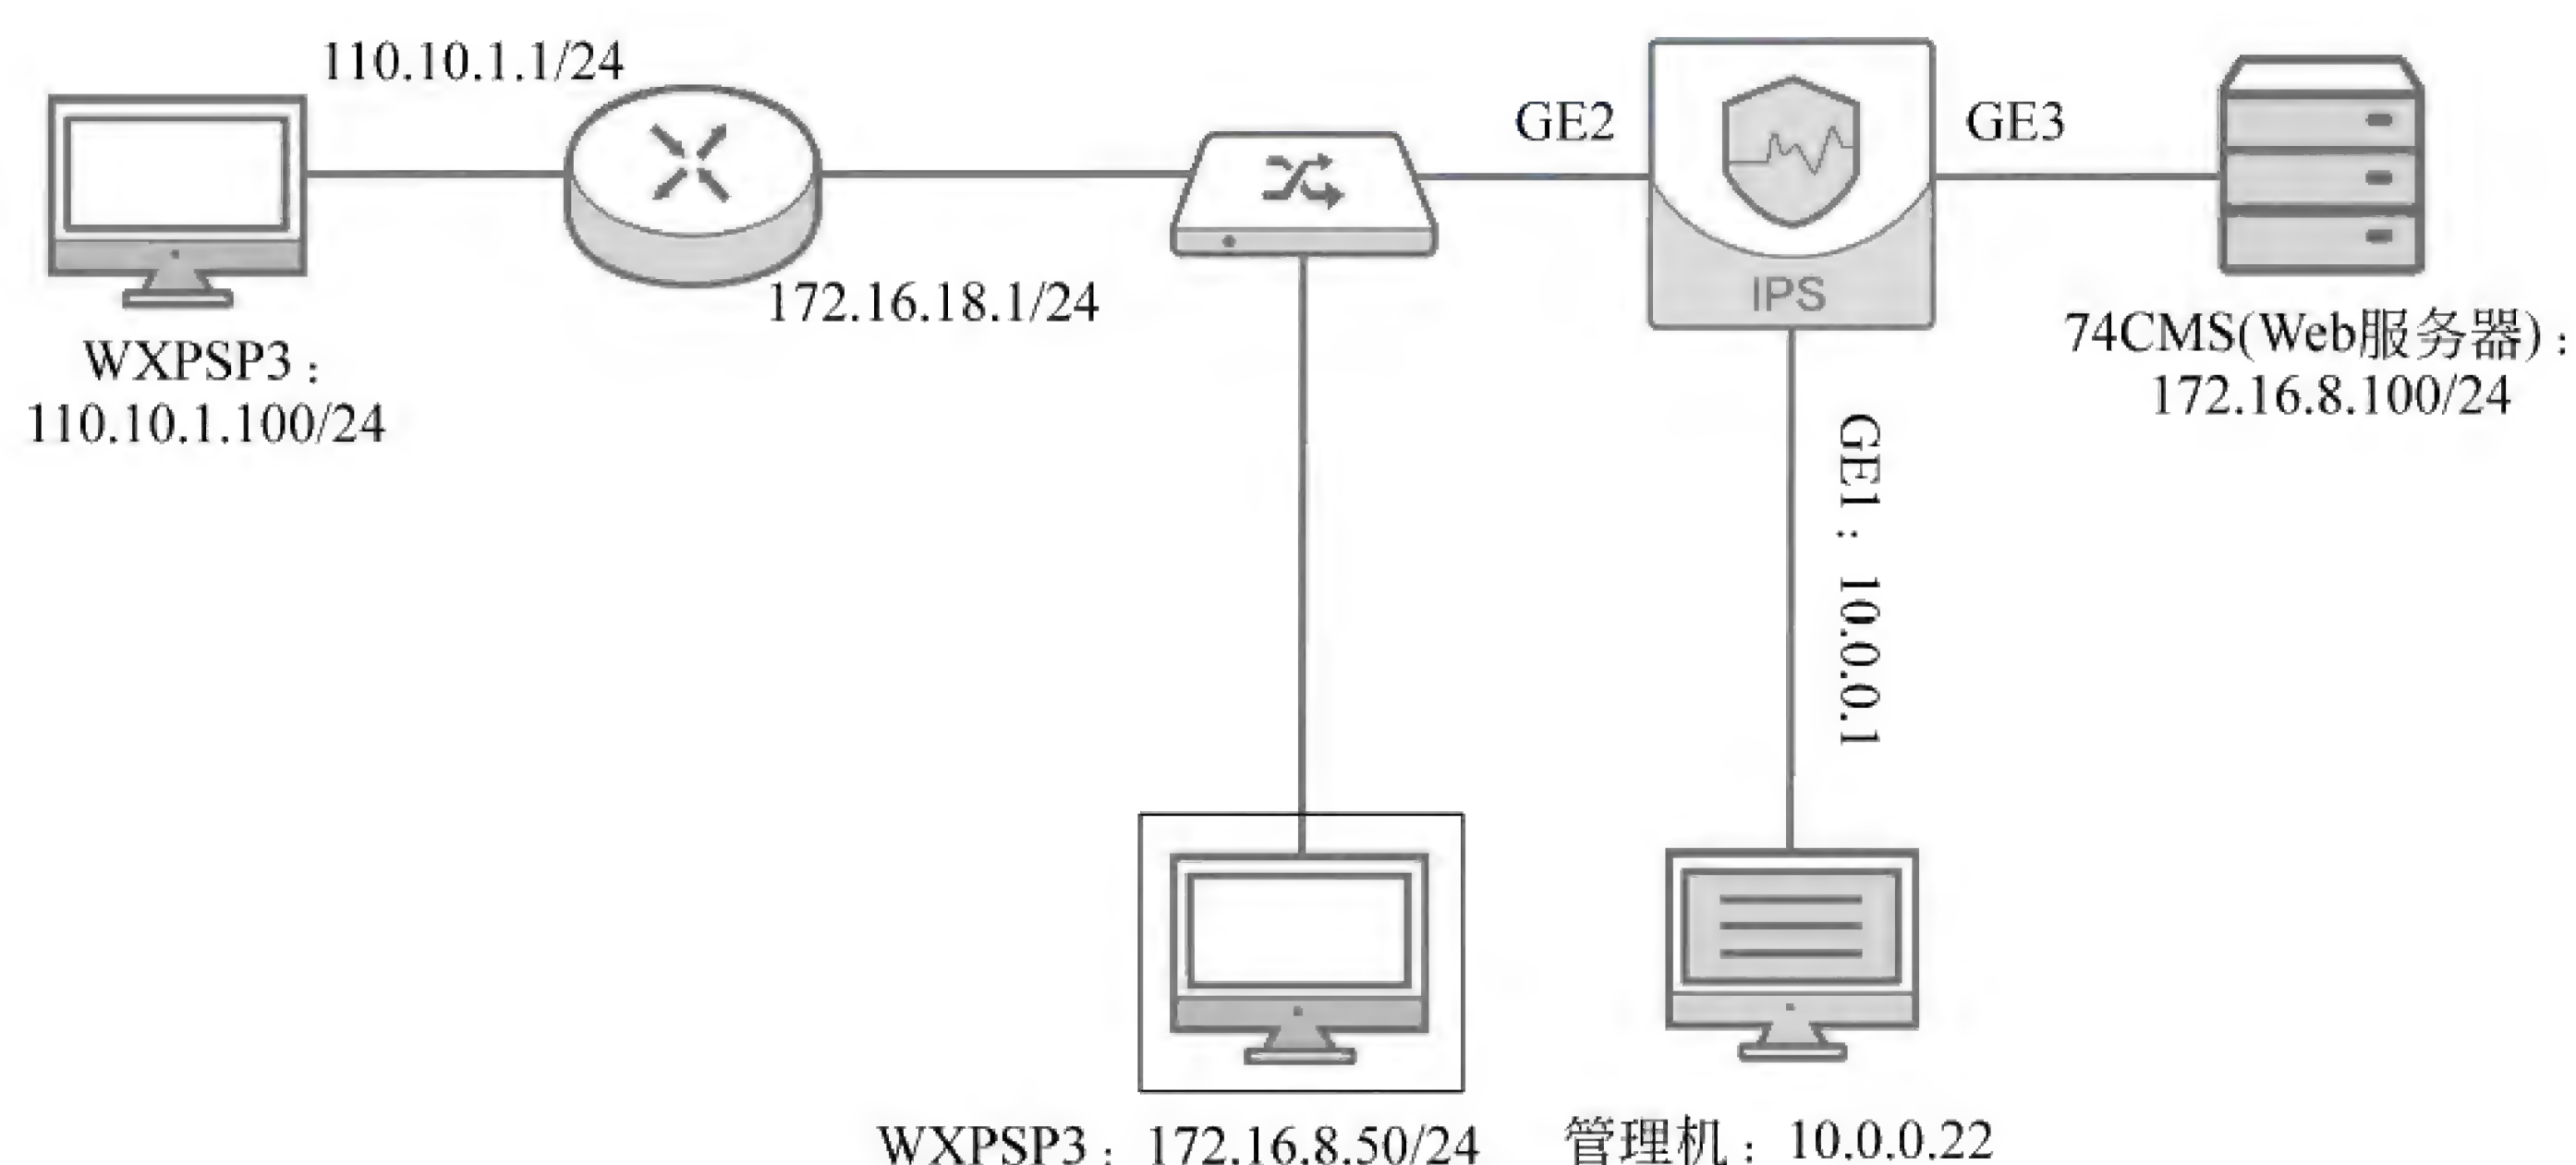 110.10.1.1/24
GE2
GE3
IPS
172.16.18.1/24
WXPSP3：
110.10.1.100/24
74CMS(Web服务器)：
172.16.8.100/24
GE1：10.0.0.1
WXPSP3：172.16.8.50/24
管理机：10.0.0.22